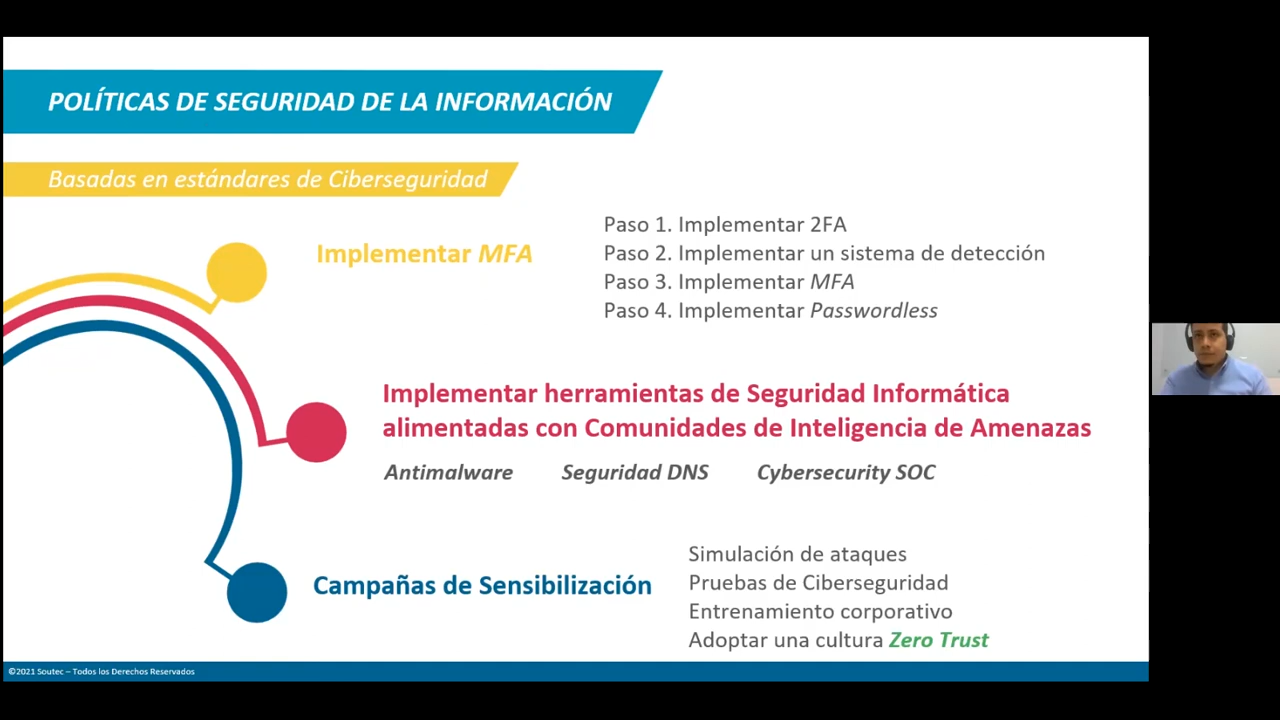 POLÍTICAS DE SEGURIDAD DE LA INFORMACIÓN
Basadas en estándares de Ciberseguridad
Implementar MFA
Paso 1. Implementar 2FA
Paso 2. Implementar un sistema de detección
Paso 3. Implementar MFA
Paso 4. Implementar Passwordless
Implementar herramientas de Seguridad Informática
alimentadas con Comunidades de Inteligencia de Amenazas
Antimalware Seguridad DNS Cybersecurity SOC
Campañas de Sensibilización
Simulación de ataques
Pruebas de Ciberseguridad
Entrenamiento corporativo
Adoptar una cultura Zero Trust
©2021 Soutec – Todos los Derechos Reservados